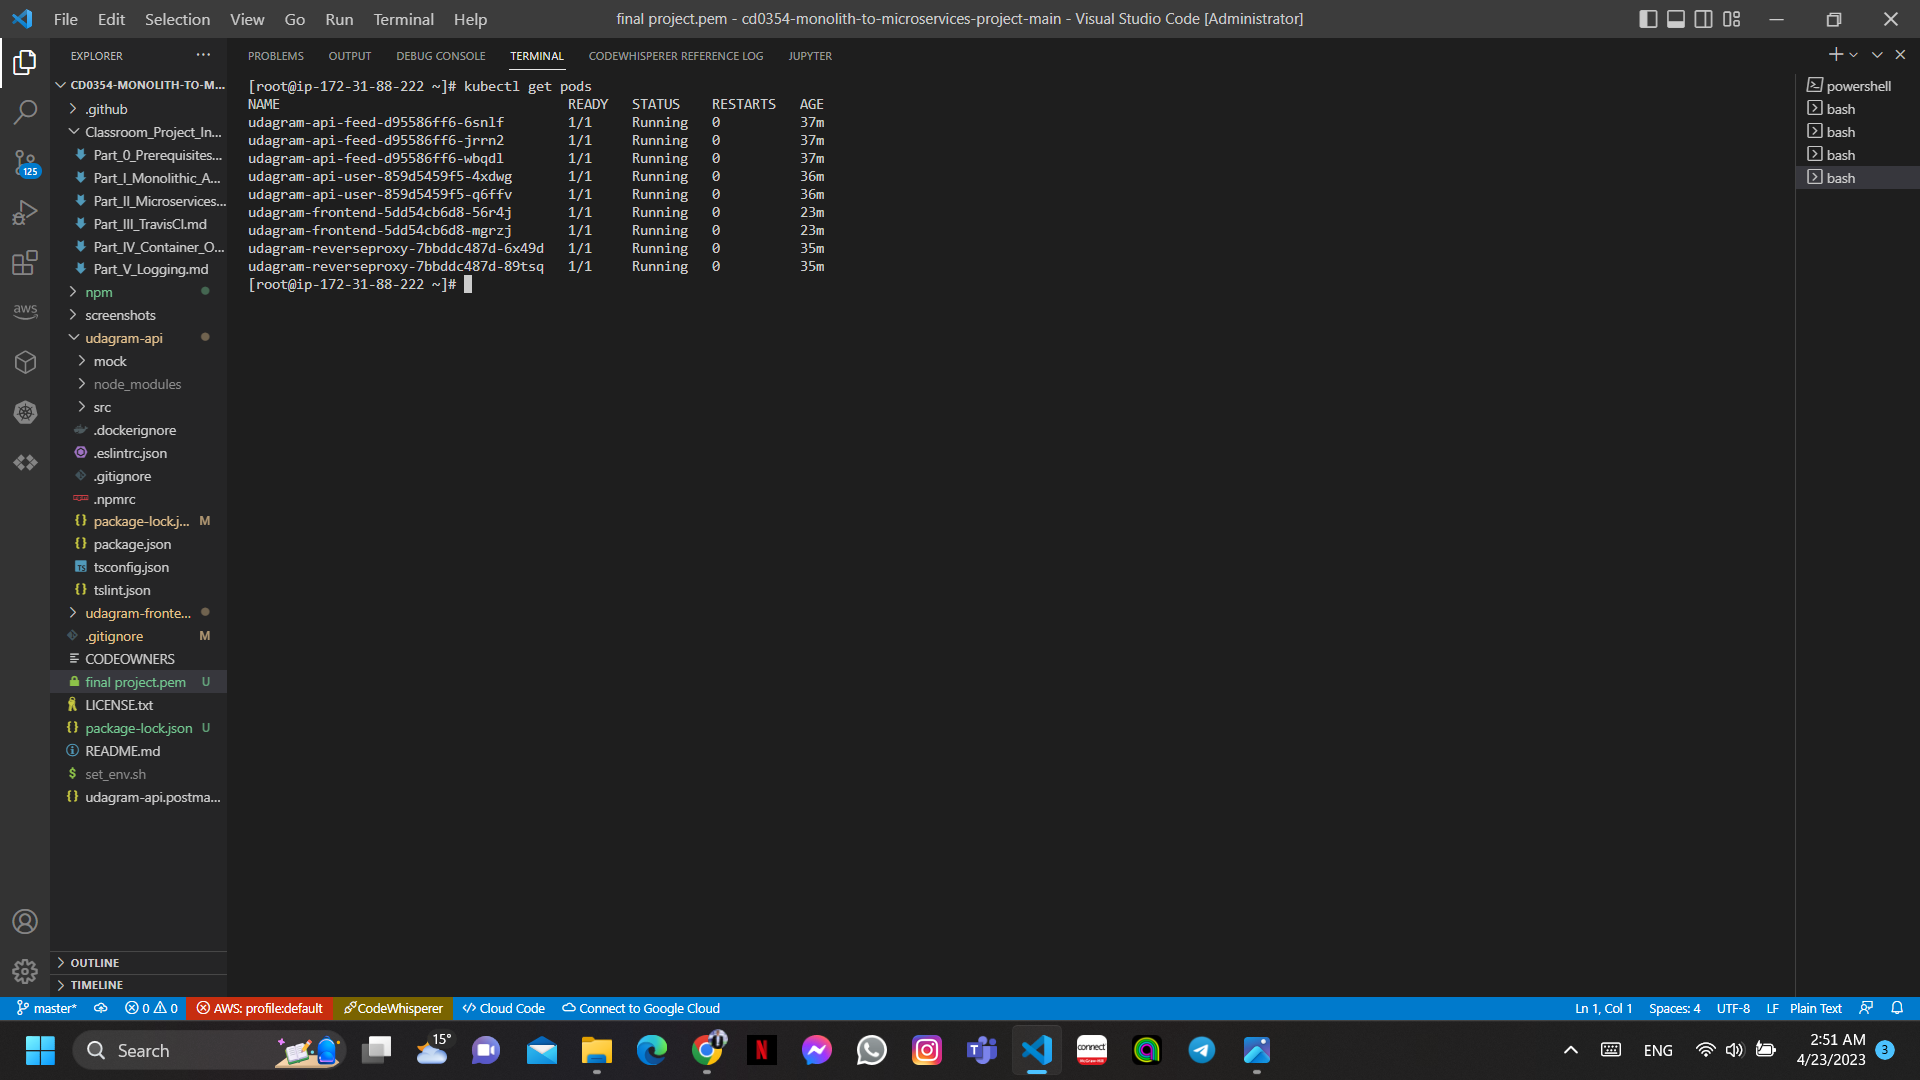 File Edit Selection View Go Run Terminal Help
final project.pem - cd0354-monolith-to-microservices-project-main - Visual Studio Code [Administrator]
EXPLORER ···
CD0354-MONOLITH-TO-M...
.github
Classroom_Project_In...
Part_0_Prerequisites...
Part_I_Monolithic_A...
Part_II_Microservices...
Part_III_TravisCI.md
Part_IV_Container_O...
Part_V_Logging.md
npm
screenshots
udagram-api
mock
node_modules
src
.dockerignore
.eslintrc.json
.gitignore
.npmrc
package-lock.j... M
package.json
tsconfig.json
tslint.json
udagram-fronte...
.gitignore M
CODEOWNERS
final project.pem U
LICENSE.txt
package-lock.json U
README.md
set_env.sh
udagram-api.postma...
OUTLINE
TIMELINE
125
aws
PROBLEMS OUTPUT DEBUG CONSOLE TERMINAL CODEWHISPERER REFERENCE LOG JUPYTER
[root@ip-172-31-88-222 ~]# kubectl get pods
NAME READY STATUS RESTARTS AGE
udagram-api-feed-d95586ff6-6snlf 1/1 Running 0 37m
udagram-api-feed-d95586ff6-jrrn2 1/1 Running 0 37m
udagram-api-feed-d95586ff6-wbqdl 1/1 Running 0 37m
udagram-api-user-859d5459f5-4xdwg 1/1 Running 0 36m
udagram-api-user-859d5459f5-q6ffv 1/1 Running 0 36m
udagram-frontend-5dd54cb6d8-56r4j 1/1 Running 0 23m
udagram-frontend-5dd54cb6d8-mgrzj 1/1 Running 0 23m
udagram-reverseproxy-7bbddc487d-6x49d 1/1 Running 0 35m
udagram-reverseproxy-7bbddc487d-89tsq 1/1 Running 0 35m
[root@ip-172-31-88-222 ~]#
powershell
bash
bash
bash
bash
master* 0 0 AWS: profile:default CodeWhisperer Cloud Code Connect to Google Cloud
Ln 1, Col 1 Spaces: 4 UTF-8 LF Plain Text
Search
15°
connect
ENG
2:51 AM
4/23/2023
3